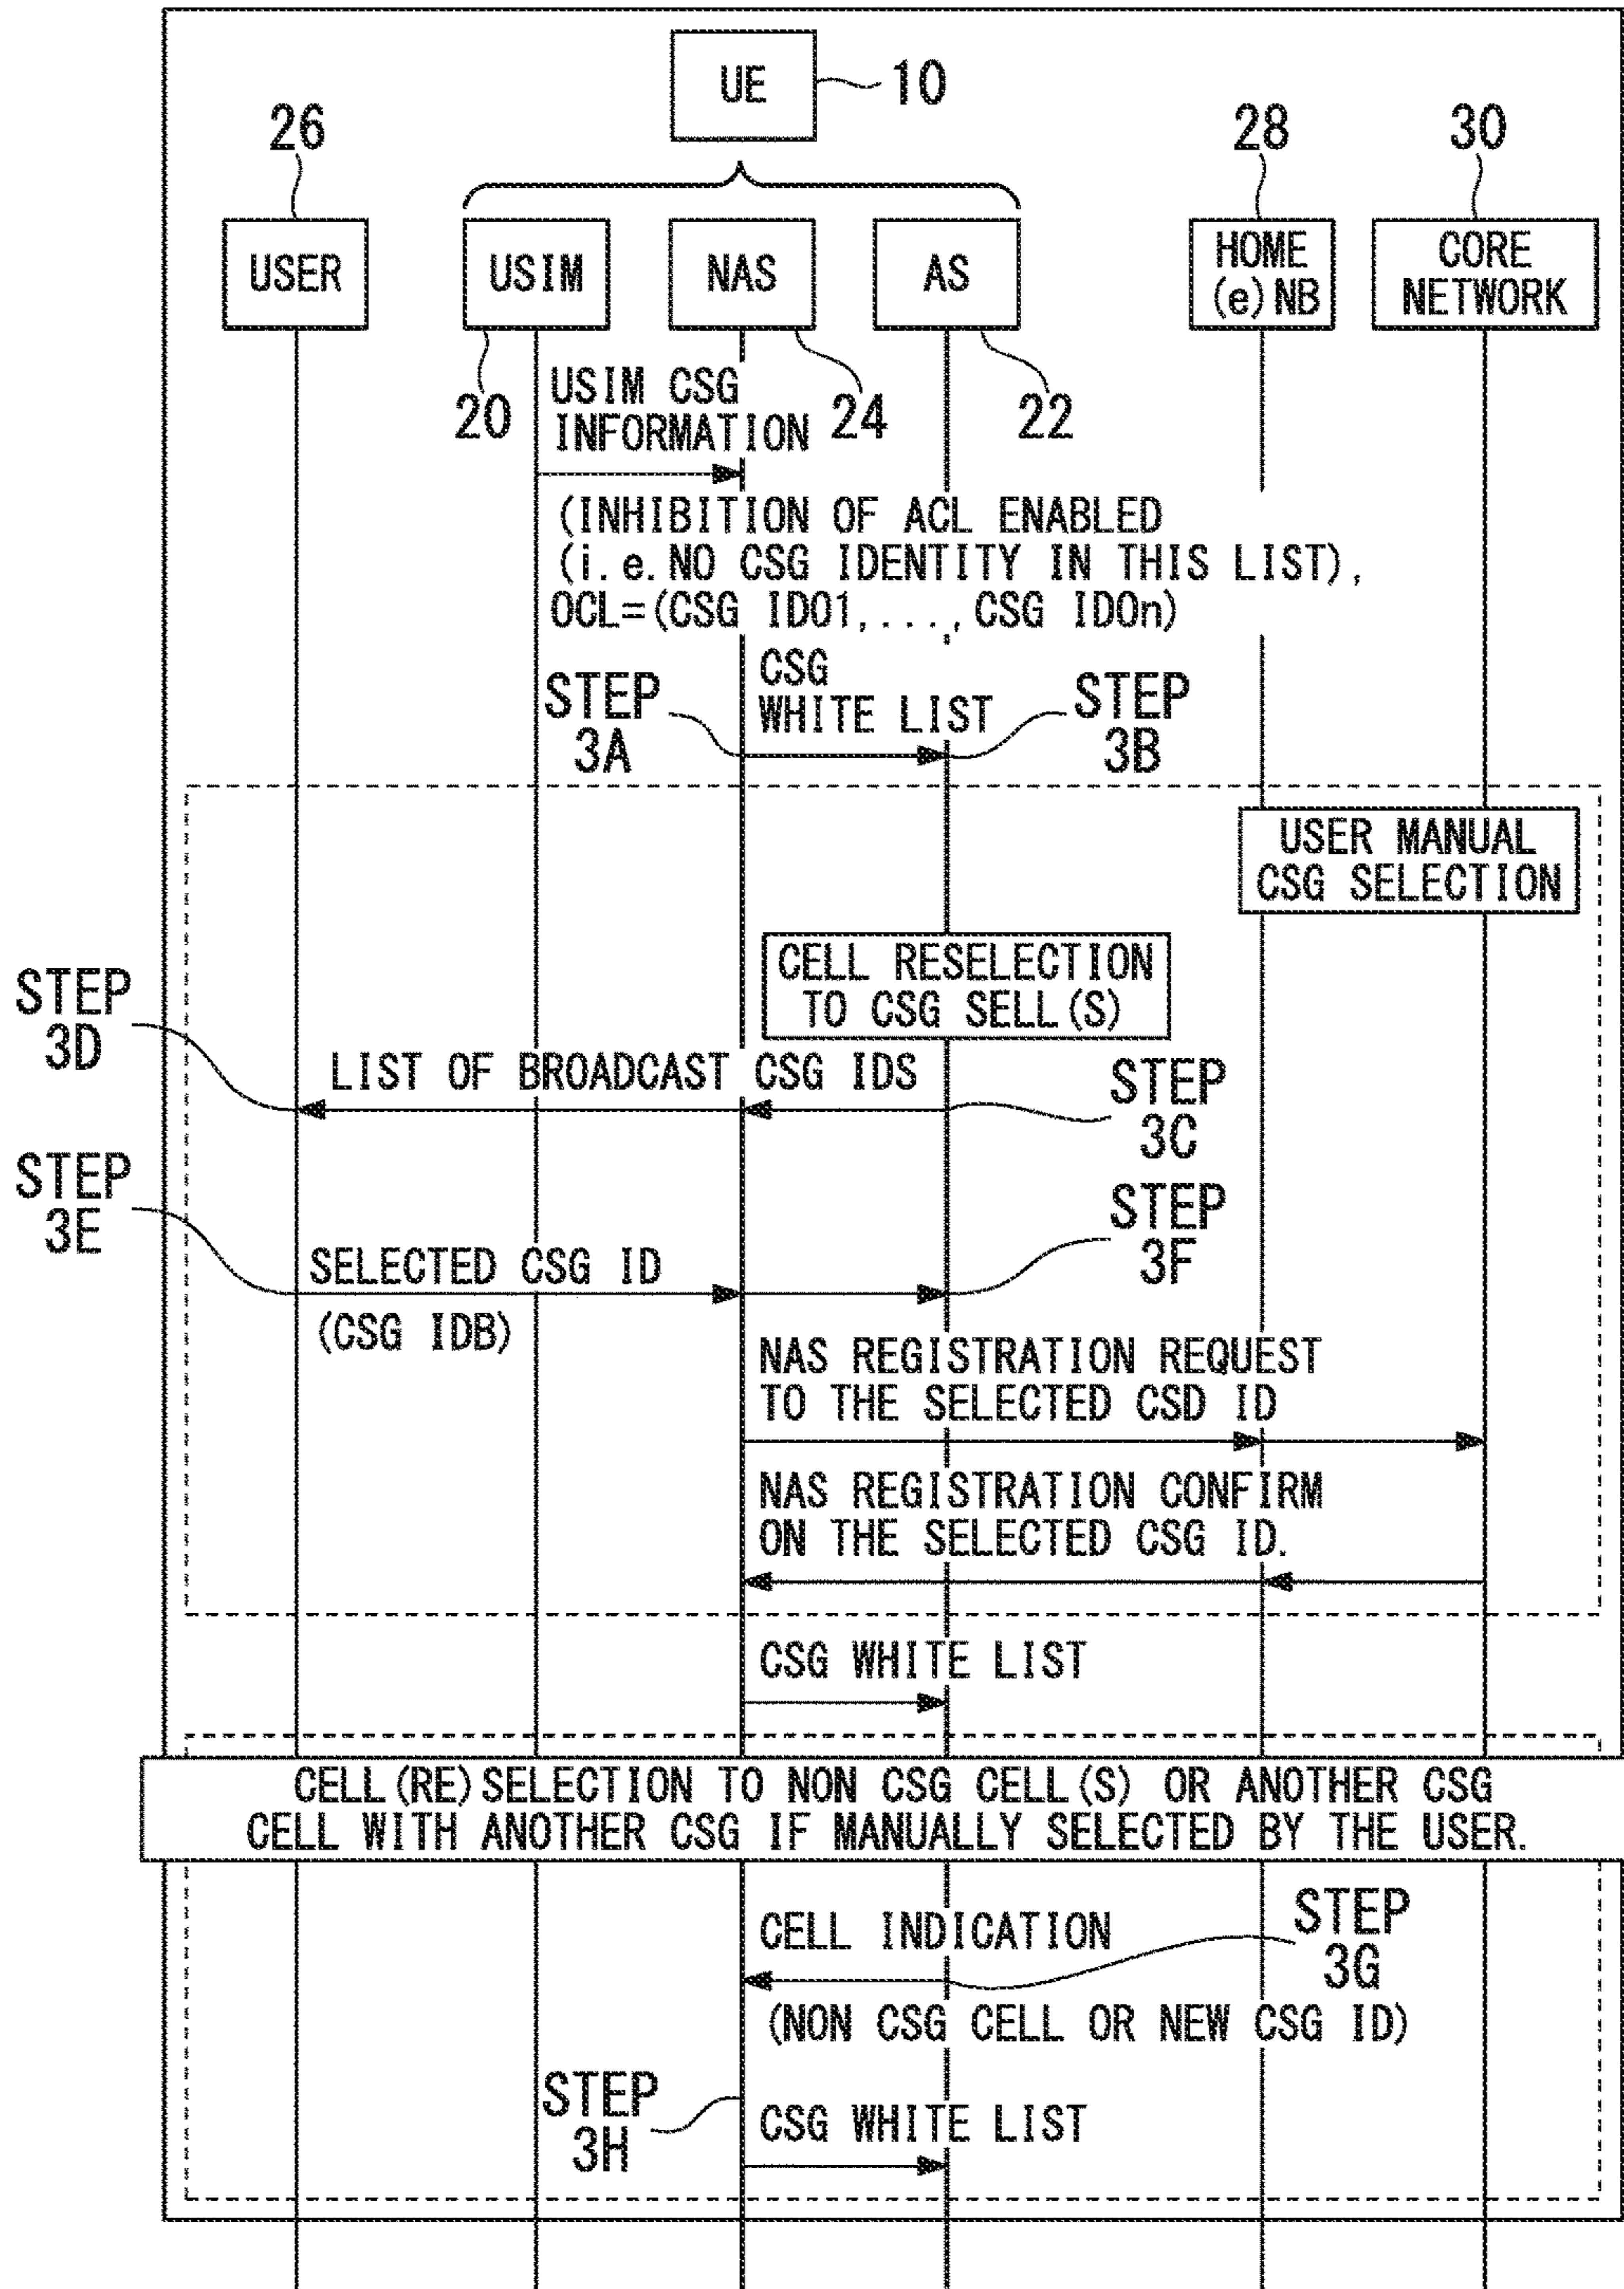 UE
10
26
28
30
USER
USIM
NAS
AS
HOME
(e)NB
CORE
NETWORK
20
24
22
USIM CSG
INFORMATION
(INHIBITION OF ACL ENABLED
(i.e.NO CSG IDENTITY IN THIS LIST),
OCL=(CSG ID01,...,CSG ID0n)
STEP
3A
CSG
WHITE LIST
STEP
3B
USER MANUAL
CSG SELECTION
CELL RESELECTION
TO CSG SELL(S)
STEP
3D
LIST OF BROADCAST CSG IDS
STEP
3C
STEP
3E
SELECTED CSG ID
(CSG IDB)
STEP
3F
NAS REGISTRATION REQUEST
TO THE SELECTED CSD ID
NAS REGISTRATION CONFIRM
ON THE SELECTED CSG ID.
CSG WHITE LIST
CELL(RE)SELECTION TO NON CSG CELL(S) OR ANOTHER CSG
CELL WITH ANOTHER CSG IF MANUALLY SELECTED BY THE USER.
CELL INDICATION
STEP
3G
(NON CSG CELL OR NEW CSG ID)
STEP
3H
CSG WHITE LIST